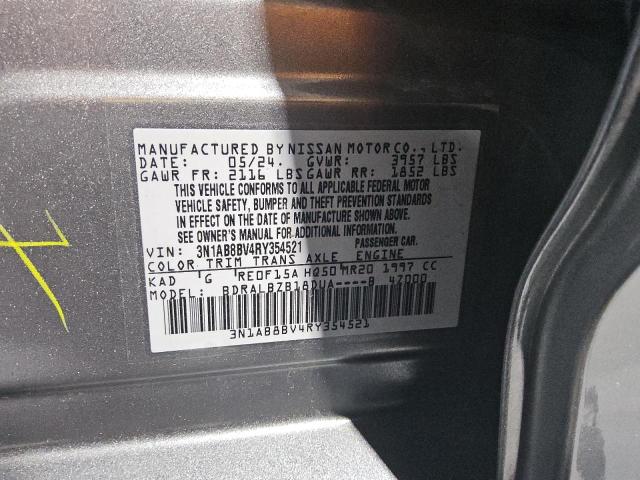 MANUFACTURED BY NISSAN MOTOR CO., LTD.
DATE: 05/24. GVWR: 3957 LBS
GAWR FR: 2116 LBS GAWR RR: 1852 LBS
THIS VEHICLE CONFORMS TO ALL APPLICABLE FEDERAL MOTOR
VEHICLE SAFETY, BUMPER AND THEFT PREVENTION STANDARDS
IN EFFECT ON THE DATE OF MANUFACTURE SHOWN ABOVE.
SEE OWNER'S MANUAL FOR ADDITIONAL INFORMATION.
VIN: 3N1AB8BV4RY354521 PASSENGER CAR.
COLOR TRIM TRANS AXLE ENGINE
KAD 'G 'RE0F15A HQ50'MR20 1997 CC
MODEL: BDRALBZB18DUA----B 47000
3N1AB8BV4RY354521